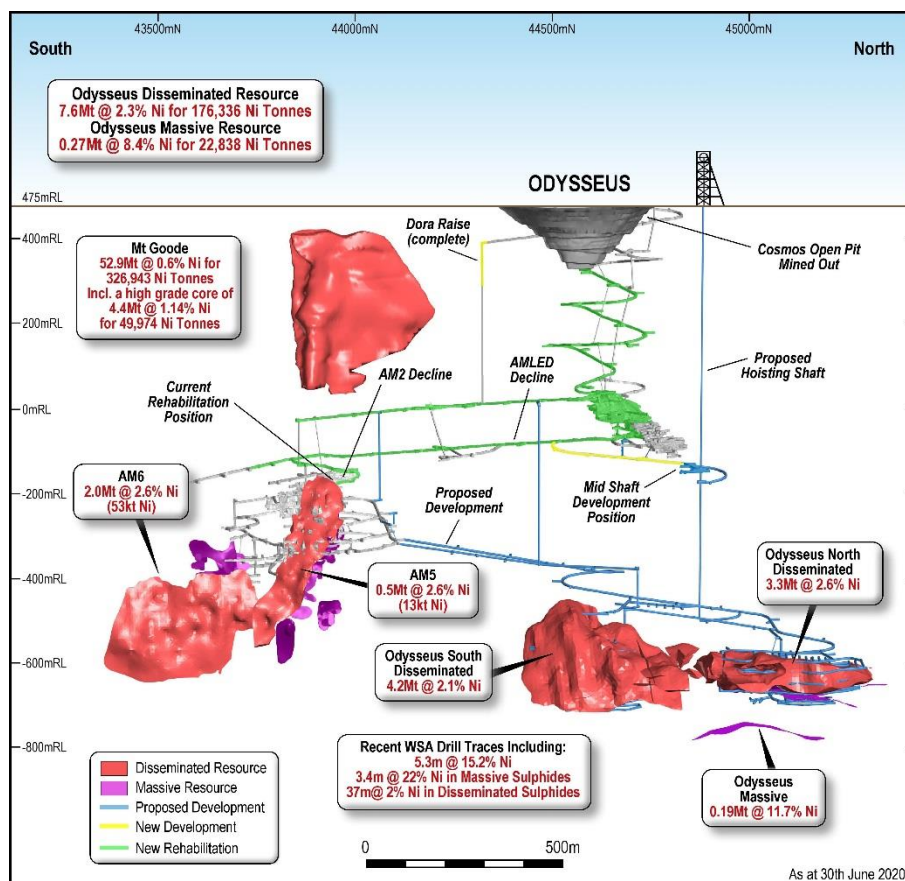 43500mN
44000mN
44500mN
45000mN
South
North
Odysseus Disseminated Resource
7.6Mt @ 2.3% Ni for 176,336 Ni Tonnes
Odysseus Massive Resource
0.27Mt @ 8.4% Ni for 22,838 Ni Tonnes
ODYSSEUS
475mRL
400mRL
200mRL
0mRL
-200mRL
-400mRL
-600mRL
-800mRL
Mt Goode
52.9Mt @ 0.6% Ni for
326,943 Ni Tonnes
Incl. a high grade core of
4.4Mt @ 1.14% Ni
for 49,974 Ni Tonnes
Dora Raise
(complete)
Cosmos Open Pit
Mined Out
Proposed
Hoisting Shaft
AMLED
Decline
AM2 Decline
Current
Rehabilitation
Position
Mid Shaft
Development
Position
AM6
2.0Mt @ 2.6% Ni
(53kt Ni)
Proposed
Development
AM5
0.5Mt @ 2.6% Ni
(13kt Ni)
Odysseus North
Disseminated
3.3Mt @ 2.6% Ni
Odysseus South
Disseminated
4.2Mt @ 2.1% Ni
Recent WSA Drill Traces Including:
5.3m @ 15.2% Ni
3.4m @ 22% Ni in Massive Sulphides
37m@ 2% Ni in Disseminated Sulphides
Odysseus
Massive
0.19Mt @ 11.7% Ni
Disseminated Resource
Massive Resource
Proposed Development
New Development
New Rehabilitation
0
500m
As at 30th June 2020